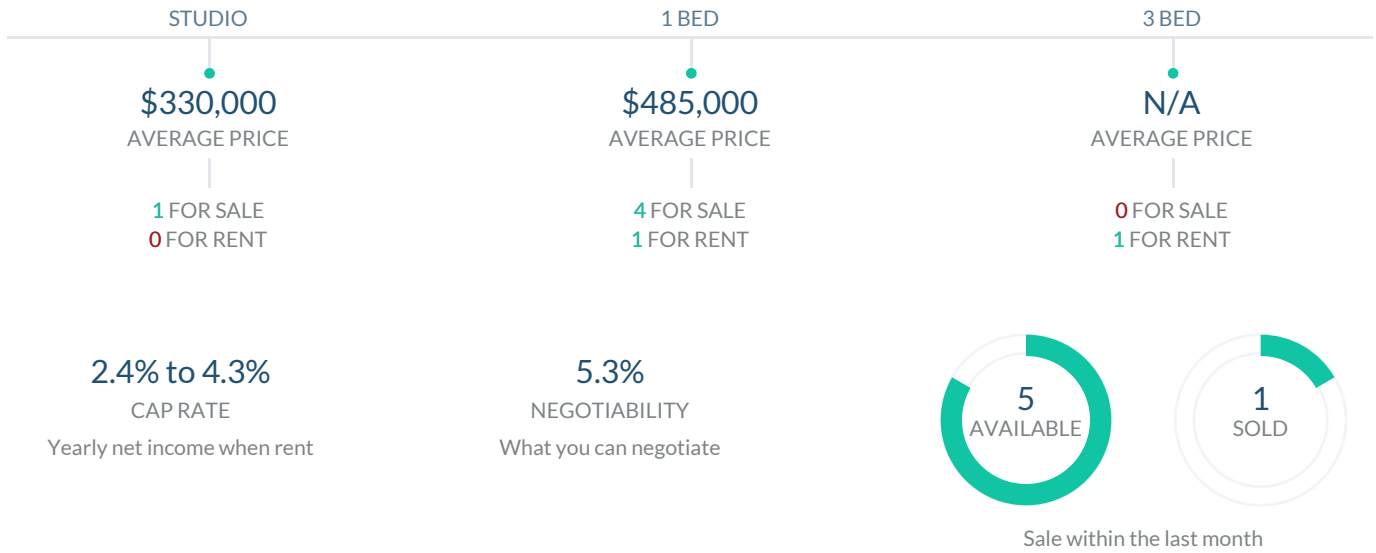 STUDIO
1 BED
3 BED
$330,000
AVERAGE PRICE
1 FOR SALE
0 FOR RENT
$485,000
AVERAGE PRICE
4 FOR SALE
1 FOR RENT
N/A
AVERAGE PRICE
0 FOR SALE
1 FOR RENT
2.4% to 4.3%
CAP RATE
Yearly net income when rent
5.3%
NEGOTIABILITY
What you can negotiate
5
AVAILABLE
1
SOLD
Sale within the last month